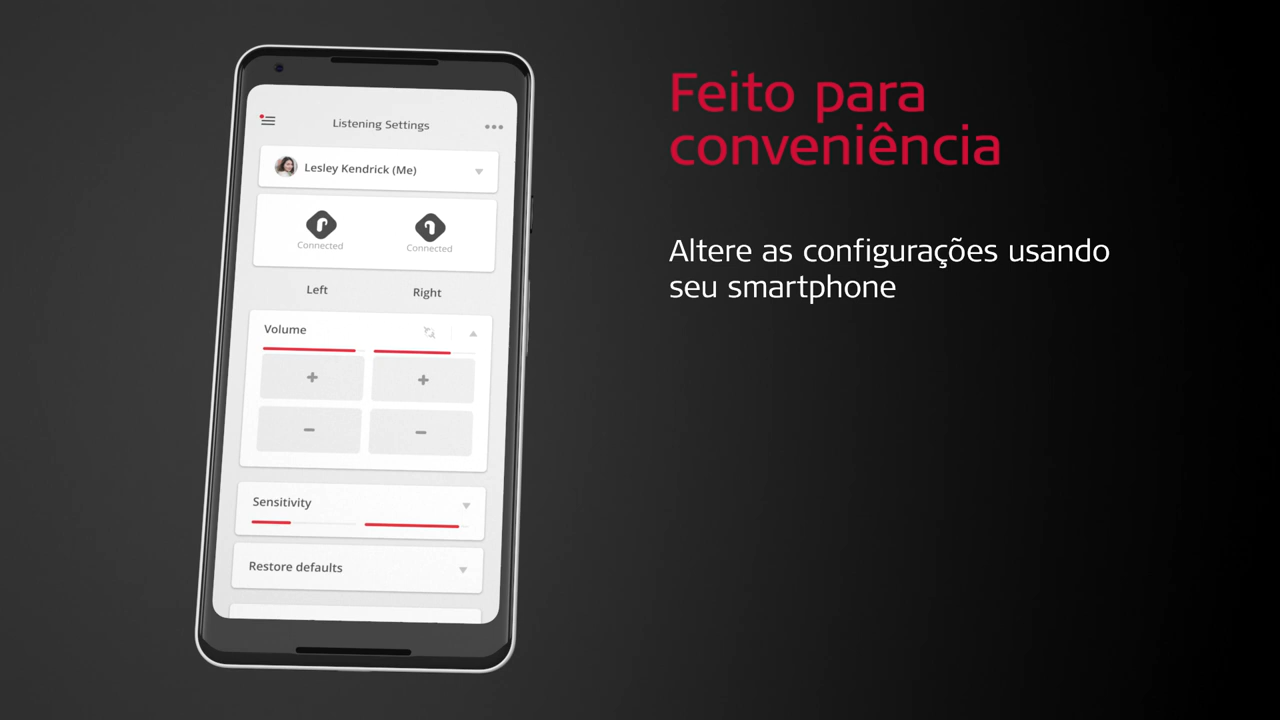 Feito para
conveniência
Altere as configurações usando
seu smartphone
Listening Settings
Lesley Kendrick (Me)
Connected Connected
Left Right
Volume
Sensitivity
Restore defaults